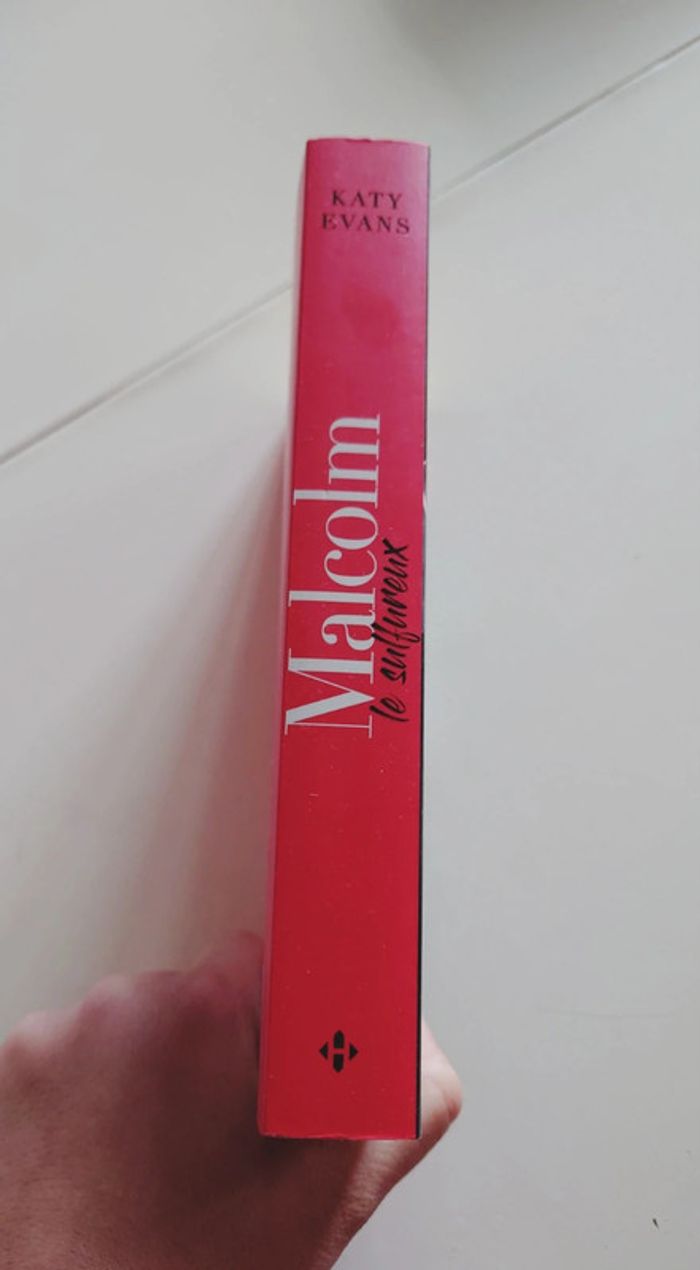 KATY
EVANS
Malcolm
le sulfureux